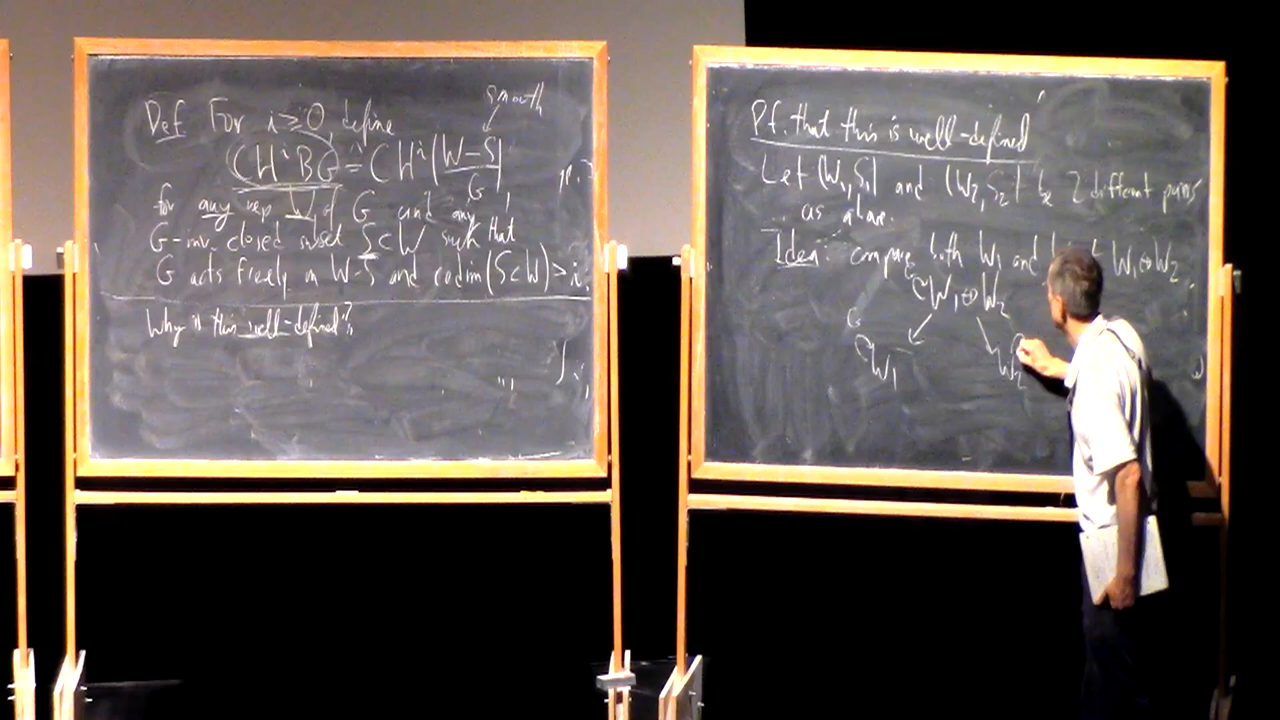 smooth
Def For i ≥ 0 define
CH^i BG = CH^i((W-S)/G),
for any rep W of G and any
G-inv. closed subset S⊂W such that
G acts freely on W-S and codim(S⊂W) > i.
Why is this well-defined?
Pf. that this is well-defined
Let (W₁,S₁) and (W₂,S₂) be 2 different pairs
as above.
Idea: compare both W₁ and W₁⊕W₂
W₁⊕W₂
G
W₁ W₂